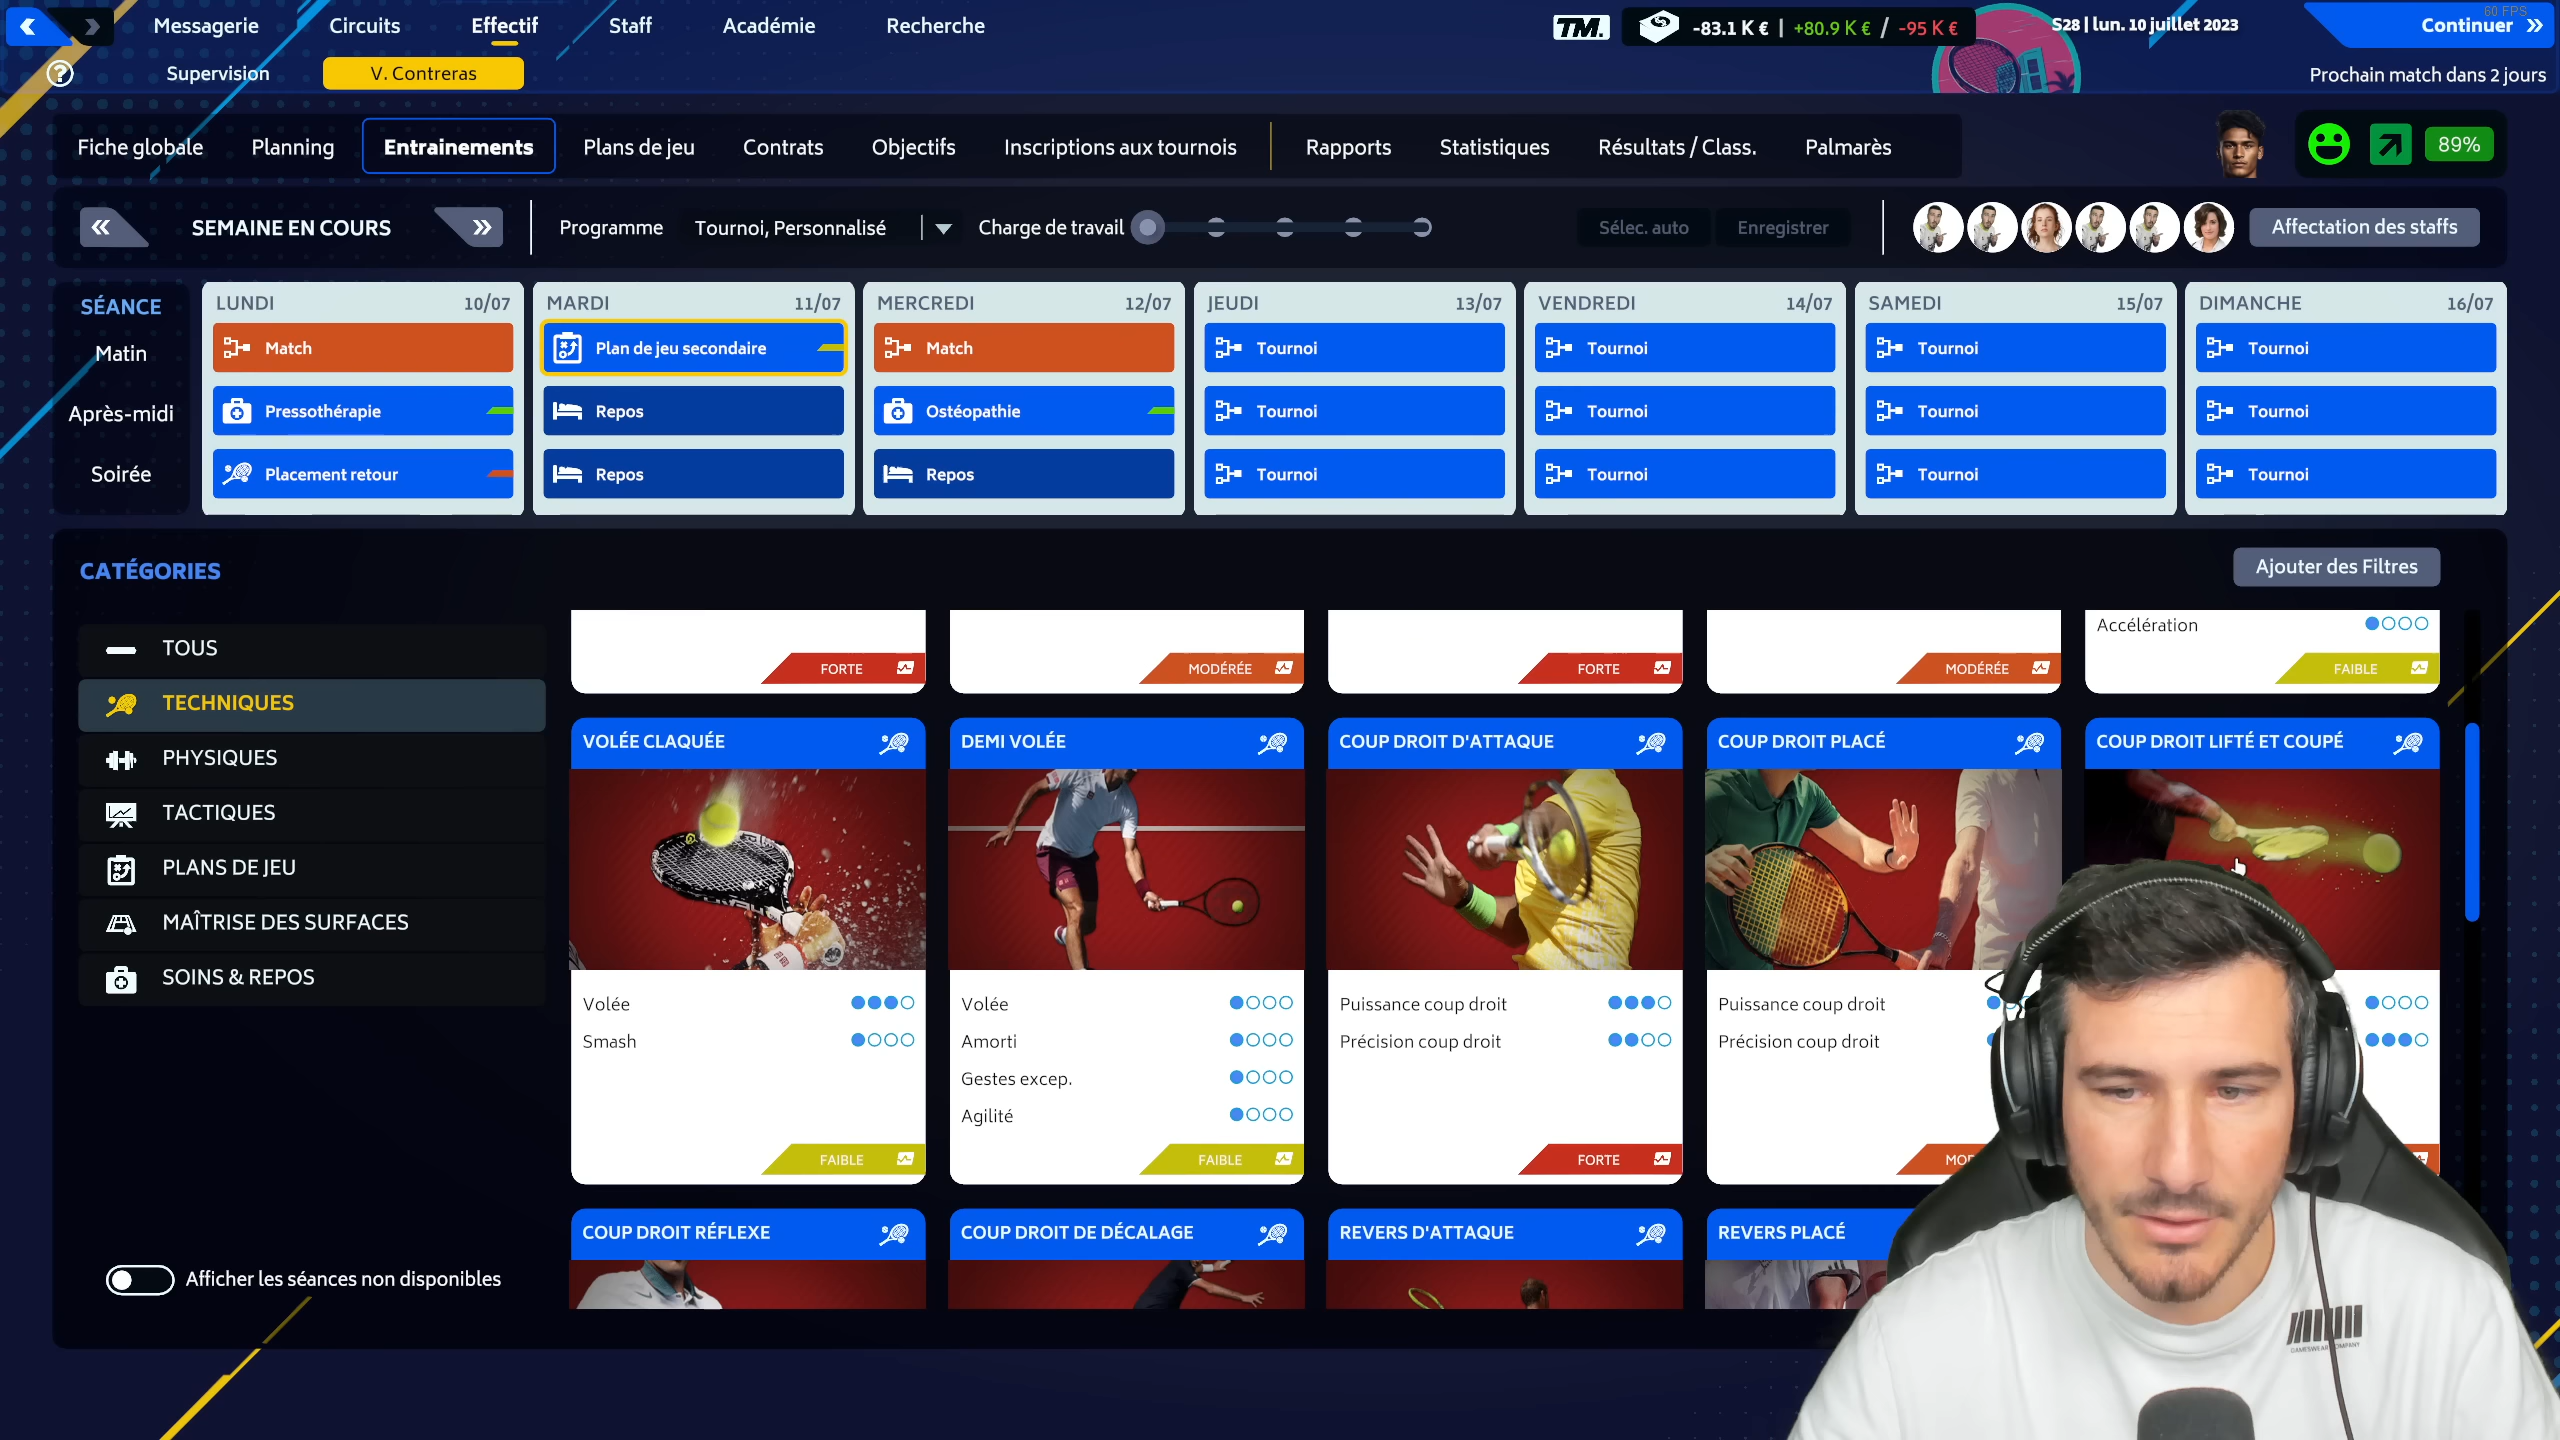 Messagerie Circuits Effectif Staff Académie Recherche
TM. -83.1 K € | +80.9 K € / -95 K €
S28 | lun. 10 juillet 2023
60 FPS
Continuer
Supervision V. Contreras
Prochain match dans 2 jours
Fiche globale Planning Entrainements Plans de jeu Contrats Objectifs Inscriptions aux tournois Rapports Statistiques Résultats / Class. Palmarès
89%
SEMAINE EN COURS Programme Tournoi, Personnalisé Charge de travail Sélec. auto Enregistrer Affectation des staffs
SÉANCE LUNDI 10/07 MARDI 11/07 MERCREDI 12/07 JEUDI 13/07 VENDREDI 14/07 SAMEDI 15/07 DIMANCHE 16/07
Matin Match Plan de jeu secondaire Match Tournoi Tournoi Tournoi Tournoi
Après-midi Pressothérapie Repos Ostéopathie Tournoi Tournoi Tournoi Tournoi
Soirée Placement retour Repos Repos Tournoi Tournoi Tournoi Tournoi
CATÉGORIES
Ajouter des Filtres
TOUS
TECHNIQUES
PHYSIQUES
TACTIQUES
PLANS DE JEU
MAÎTRISE DES SURFACES
SOINS & REPOS
Afficher les séances non disponibles
Accélération
FORTE MODÉRÉE FORTE MODÉRÉE FAIBLE
VOLÉE CLAQUÉE
Volée
Smash
FAIBLE
DEMI VOLÉE
Volée
Amorti
Gestes excep.
Agilité
FAIBLE
COUP DROIT D'ATTAQUE
Puissance coup droit
Précision coup droit
FORTE
COUP DROIT PLACÉ
Puissance coup droit
Précision coup droit
COUP DROIT LIFTÉ ET COUPÉ
COUP DROIT RÉFLEXE
COUP DROIT DE DÉCALAGE
REVERS D'ATTAQUE
REVERS PLACÉ